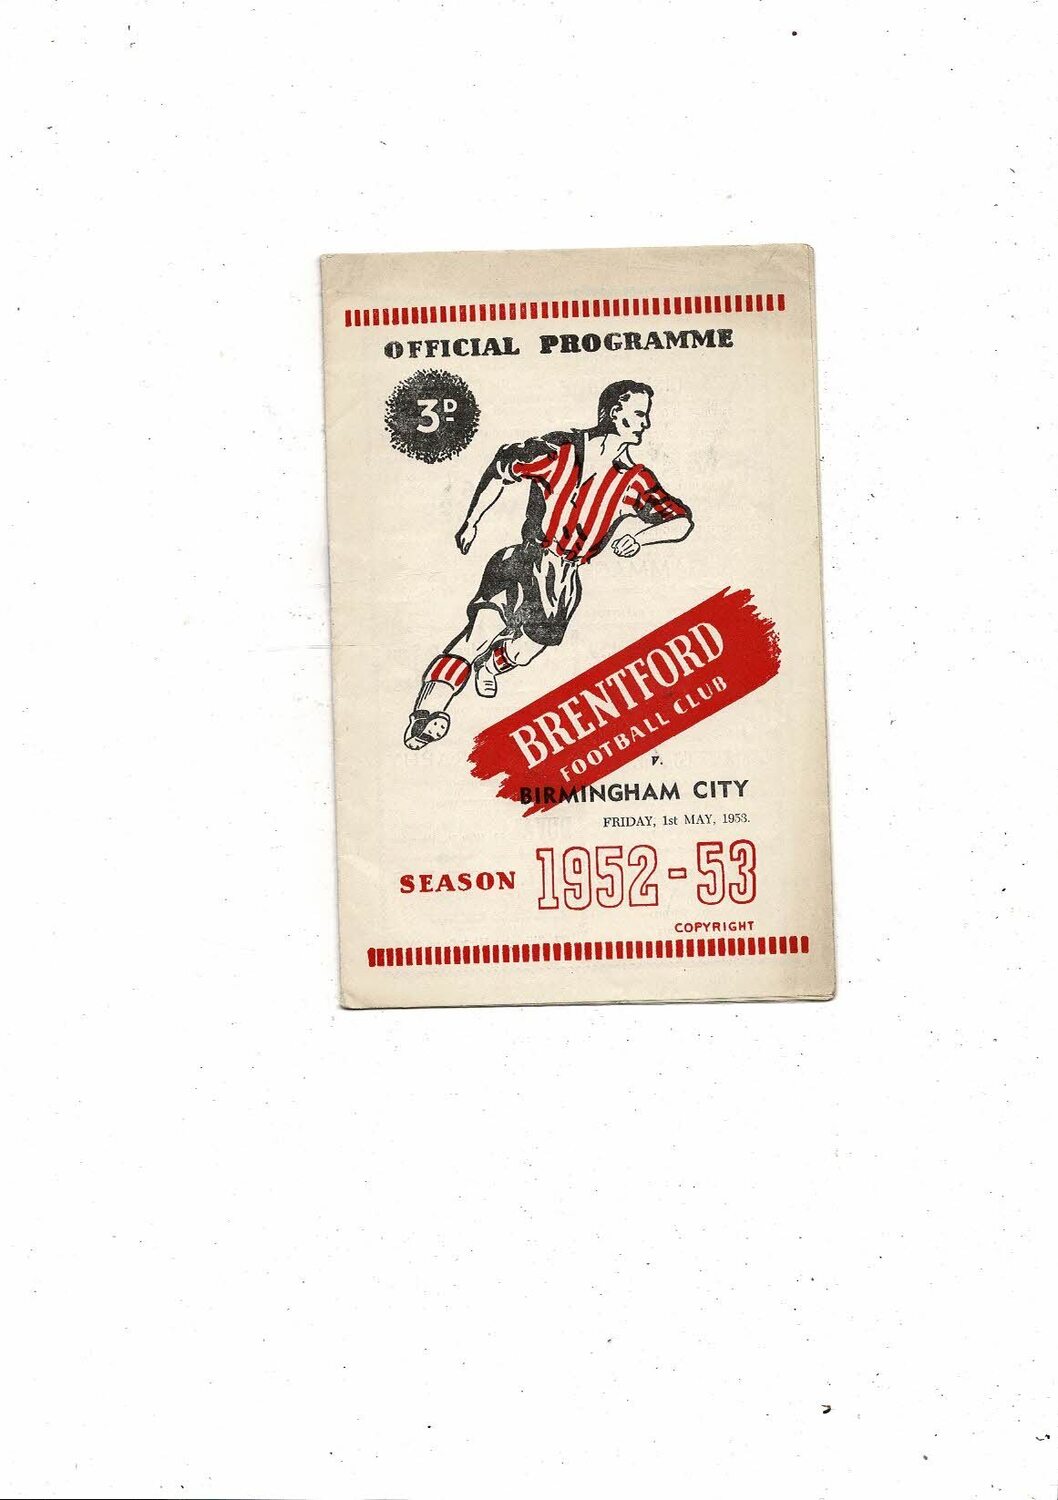 OFFICIAL PROGRAMME
3D
BRENTFORD
FOOTBALL CLUB
v.
BIRMINGHAM CITY
FRIDAY, 1st MAY, 1953.
SEASON 1952-53
COPYRIGHT